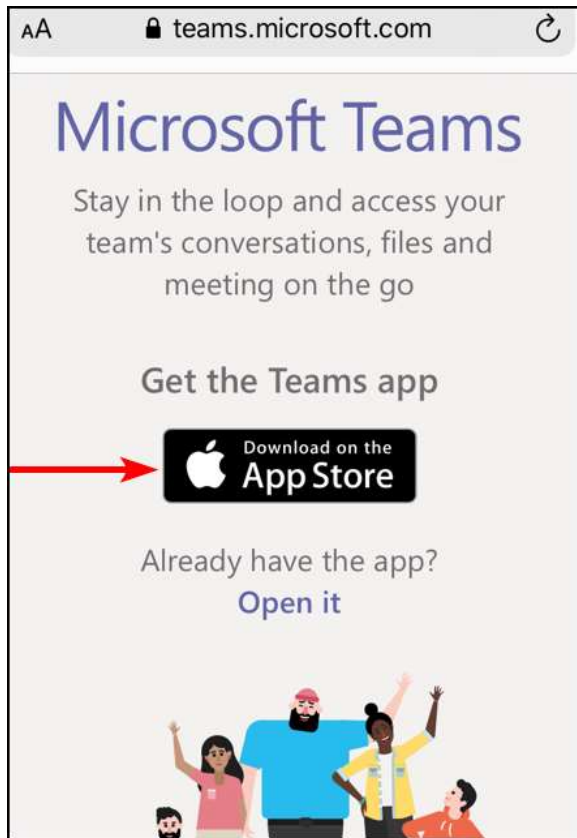 AA teams.microsoft.com
Microsoft Teams
Stay in the loop and access your
team's conversations, files and
meeting on the go
Get the Teams app
Download on the
App Store
Already have the app?
Open it